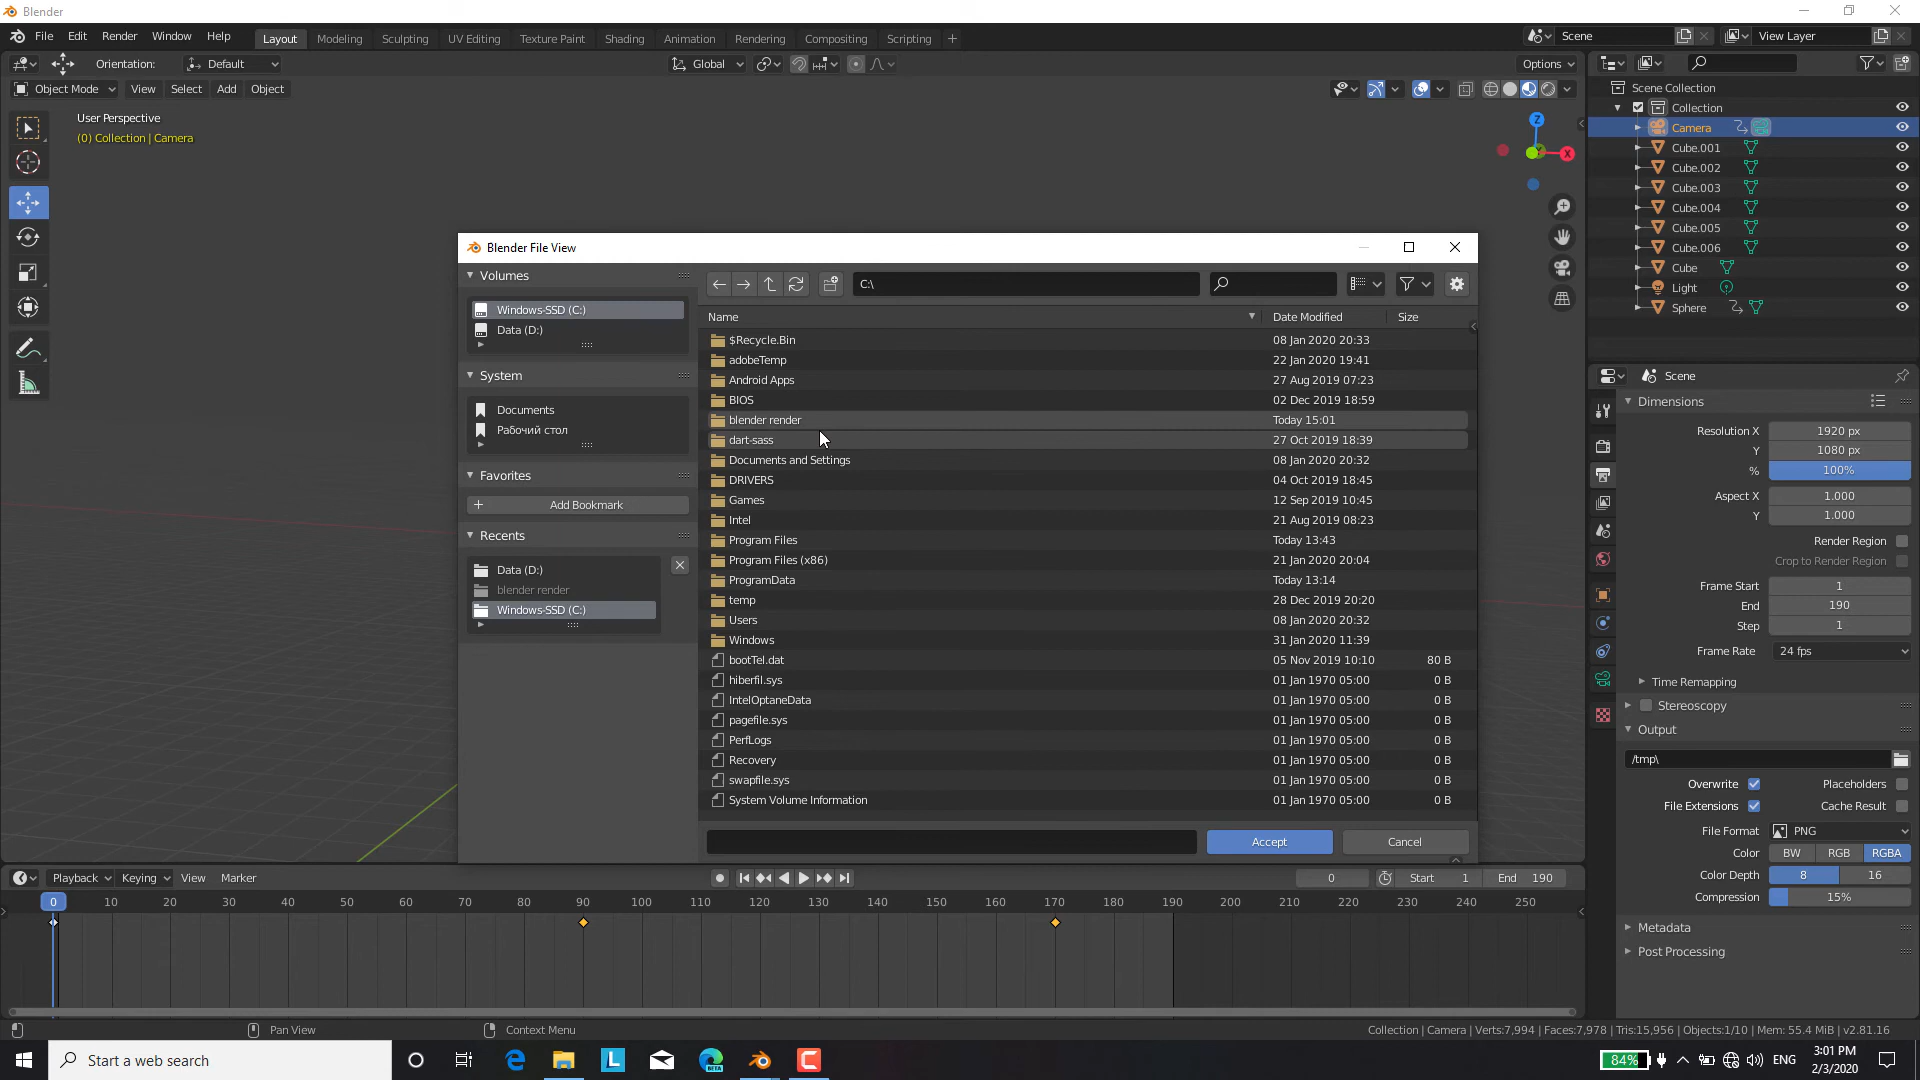 Blender
File Edit Render Window Help Layout Modeling Sculpting UV Editing Texture Paint Shading Animation Rendering Compositing Scripting + Scene View Layer
Orientation: Default Global Options
Object Mode View Select Add Object
User Perspective
(0) Collection | Camera
Z
X
Scene Collection
Collection
Camera
Cube.001
Cube.002
Cube.003
Cube.004
Cube.005
Cube.006
Cube
Light
Sphere
Blender File View
Volumes
Windows-SSD (C:)
Data (D:)
System
Documents
Рабочий стол
Favorites
+ Add Bookmark
Recents
Data (D:)
blender render
Windows-SSD (C:)
C:\
Name Date Modified Size
$Recycle.Bin 08 Jan 2020 20:33
adobeTemp 22 Jan 2020 19:41
Android Apps 27 Aug 2019 07:23
BIOS 02 Dec 2019 18:59
blender render Today 15:01
dart-sass 27 Oct 2019 18:39
Documents and Settings 08 Jan 2020 20:32
DRIVERS 04 Oct 2019 18:45
Games 12 Sep 2019 10:45
Intel 21 Aug 2019 08:23
Program Files Today 13:43
Program Files (x86) 21 Jan 2020 20:04
ProgramData Today 13:14
temp 28 Dec 2019 20:20
Users 08 Jan 2020 20:32
Windows 31 Jan 2020 11:39
bootTel.dat 05 Nov 2019 10:10 80 B
hiberfil.sys 01 Jan 1970 05:00 0 B
IntelOptaneData 01 Jan 1970 05:00 0 B
pagefile.sys 01 Jan 1970 05:00 0 B
PerfLogs 01 Jan 1970 05:00 0 B
Recovery 01 Jan 1970 05:00 0 B
swapfile.sys 01 Jan 1970 05:00 0 B
System Volume Information 01 Jan 1970 05:00 0 B
Accept Cancel
Scene
Dimensions
Resolution X 1920 px
Y 1080 px
% 100%
Aspect X 1.000
Y 1.000
Render Region
Crop to Render Region
Frame Start 1
End 190
Step 1
Frame Rate 24 fps
Time Remapping
Stereoscopy
Output
/tmp\
Overwrite Placeholders
File Extensions Cache Result
File Format PNG
Color BW RGB RGBA
Color Depth 8 16
Compression 15%
Metadata
Post Processing
Playback Keying View Marker 0 Start 1 End 190
0 10 20 30 40 50 60 70 80 90 100 110 120 130 140 150 160 170 180 190 200 210 220 230 240 250
Pan View Context Menu Collection | Camera | Verts:7,994 | Faces:7,978 | Tris:15,956 | Objects:1/10 | Mem: 55.4 MiB | v2.81.16
Start a web search L BETA 84% ENG 3:01 PM
2/3/2020